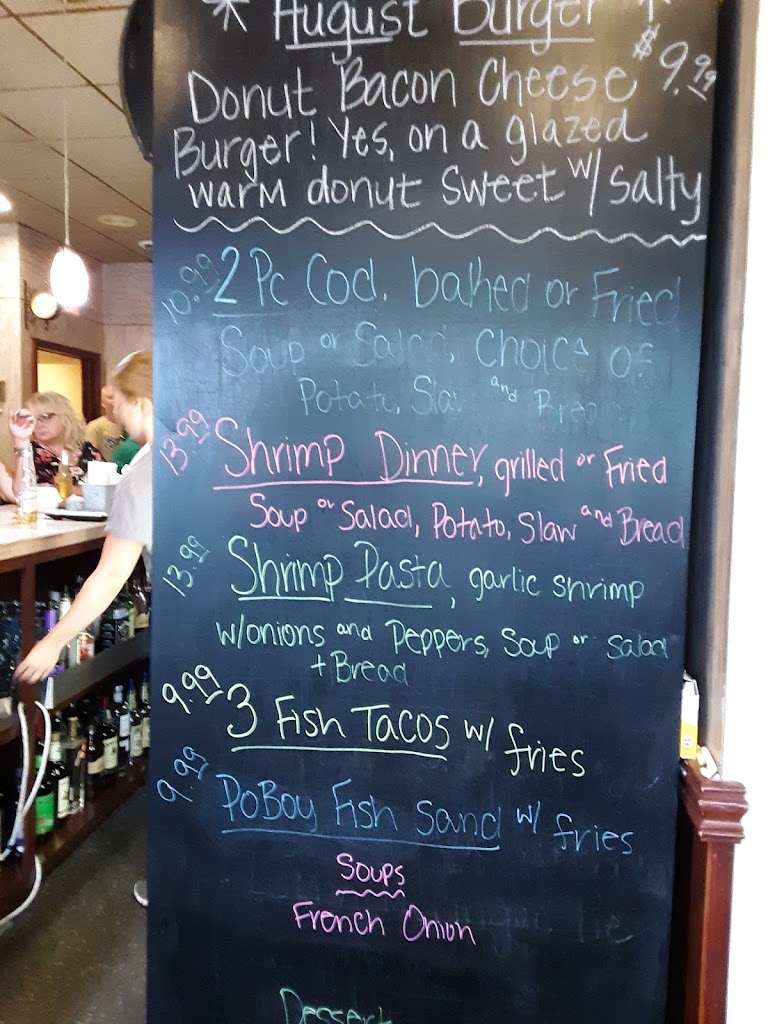 * August Burger *
Donut Bacon Cheese $9.99
Burger! Yes, on a glazed
warm donut sweet w/ salty
10.99 2 Pc Cod, baked or Fried
Soup or Salad, choice of
Potato, Slaw and Bread
13.99 Shrimp Dinner, grilled or Fried
Soup or Salad, Potato, Slaw and Bread
13.99 Shrimp Pasta, garlic shrimp
w/onions and Peppers, Soup or Salad
+ Bread
9.99 3 Fish Tacos w/ fries
9.99 PoBoy Fish Sand w/ fries
Soups
French Onion
Dessert